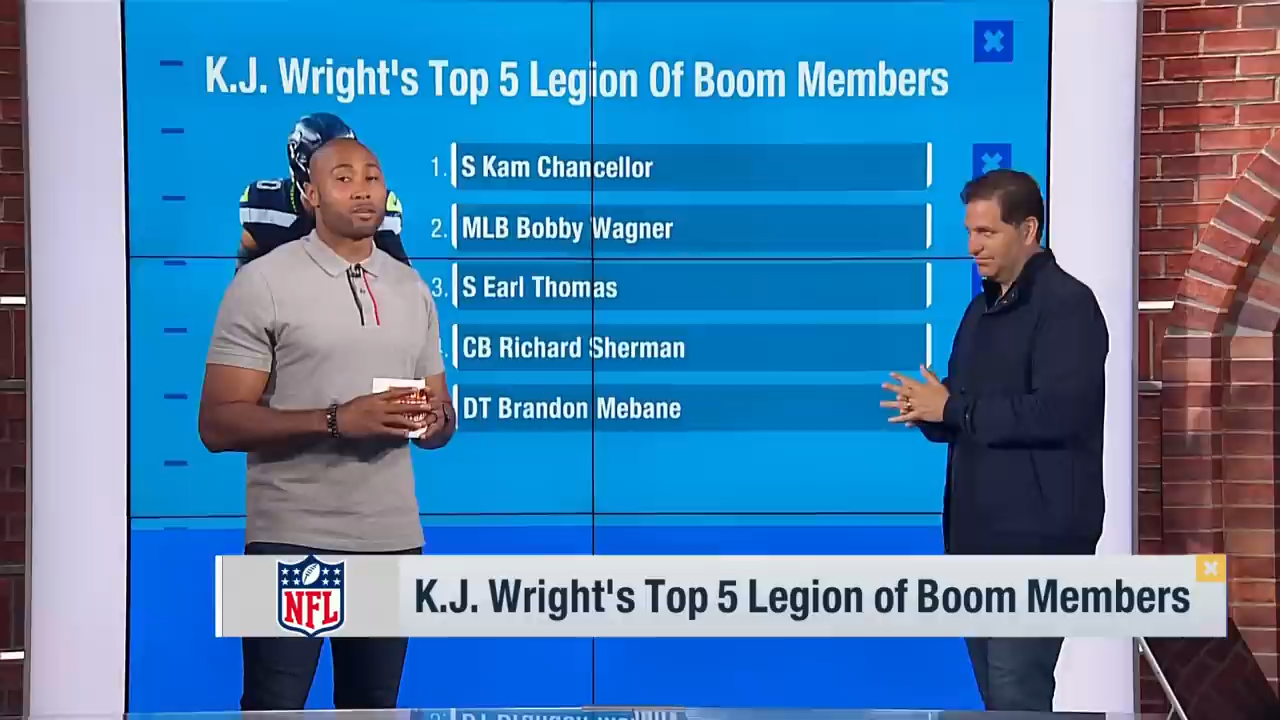 K.J. Wright's Top 5 Legion Of Boom Members
1. S Kam Chancellor
2. MLB Bobby Wagner
3. S Earl Thomas
CB Richard Sherman
DT Brandon Mebane
NFL
K.J. Wright's Top 5 Legion of Boom Members